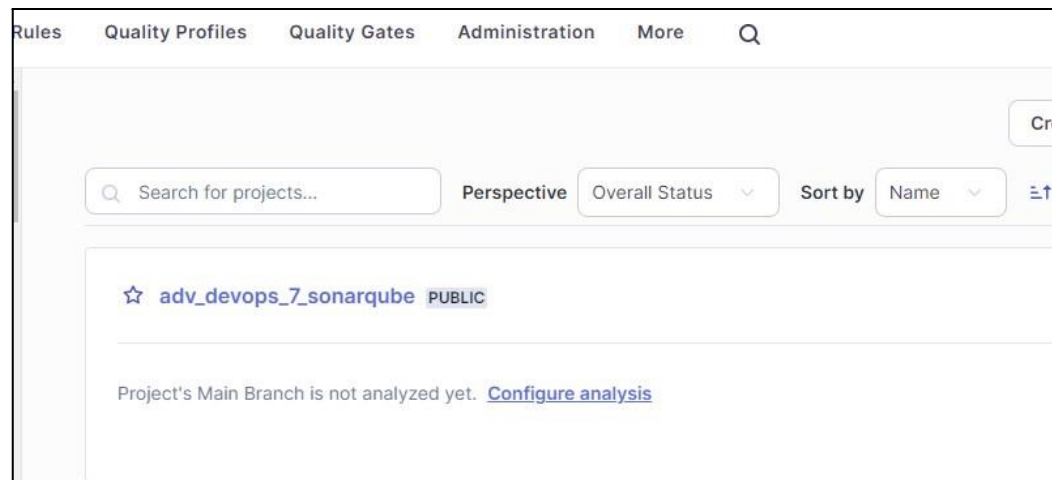 Rules Quality Profiles Quality Gates Administration More
Cr
Search for projects... Perspective Overall Status Sort by Name
adv_devops_7_sonarqube PUBLIC
Project's Main Branch is not analyzed yet. Configure analysis